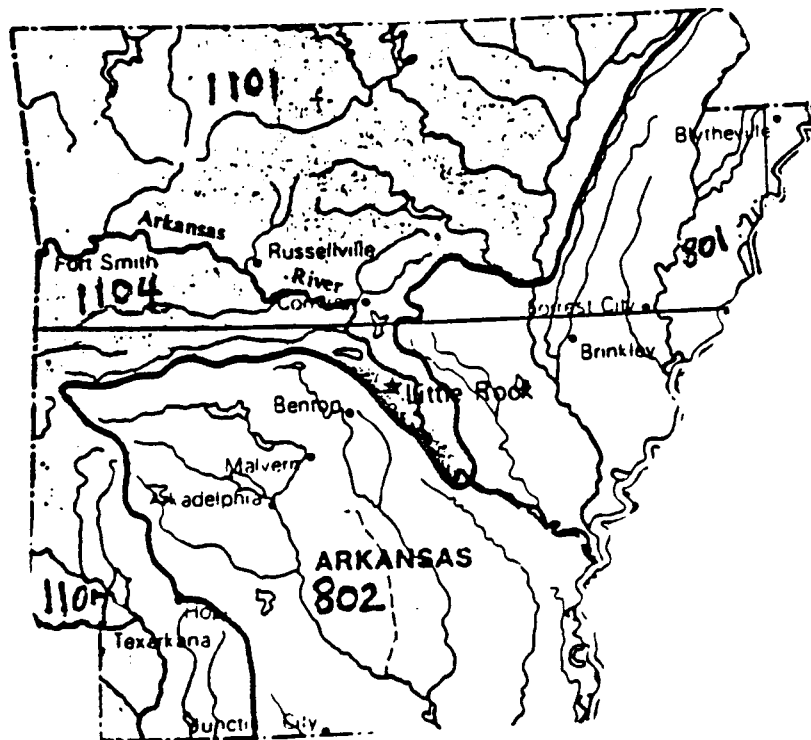 1101
Blytheville
Arkansas
801
Russellville
Fort Smith
River
1104
Forrest City
Brinkley
Little Rock
Benton
Malvern
ARKANSAS
802
Texarkana
City